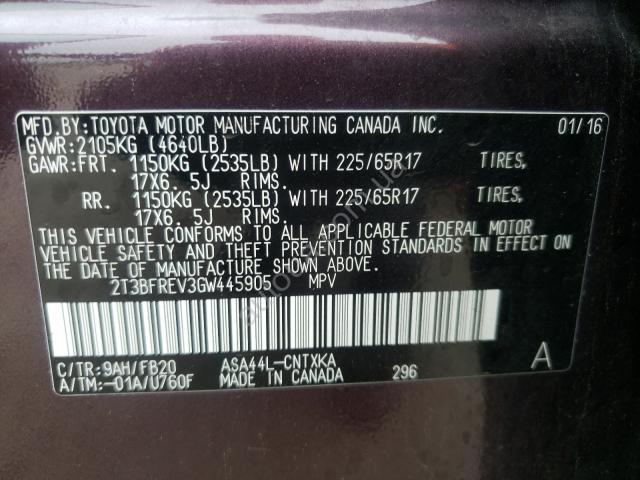 MFD.BY:TOYOTA MOTOR MANUFACTURING CANADA INC. 01/16
GVWR:2105KG (4640LB)
GAWR:FRT. 1150KG (2535LB) WITH 225/65R17 TIRES,
17X6. 5J RIMS.
RR. 1150KG (2535LB) WITH 225/65R17 TIRES,
17X6. 5J RIMS.
THIS VEHICLE CONFORMS TO ALL APPLICABLE FEDERAL MOTOR
VEHICLE SAFETY AND THEFT PREVENTION STANDARDS IN EFFECT ON
THE DATE OF MANUFACTURE SHOWN ABOVE.
2T3BFREV3GW445905 MPV
C/TR:9AH/FB20 ASA44L-CNTXKA A
A/TM:-01A/U760F MADE IN CANADA 296